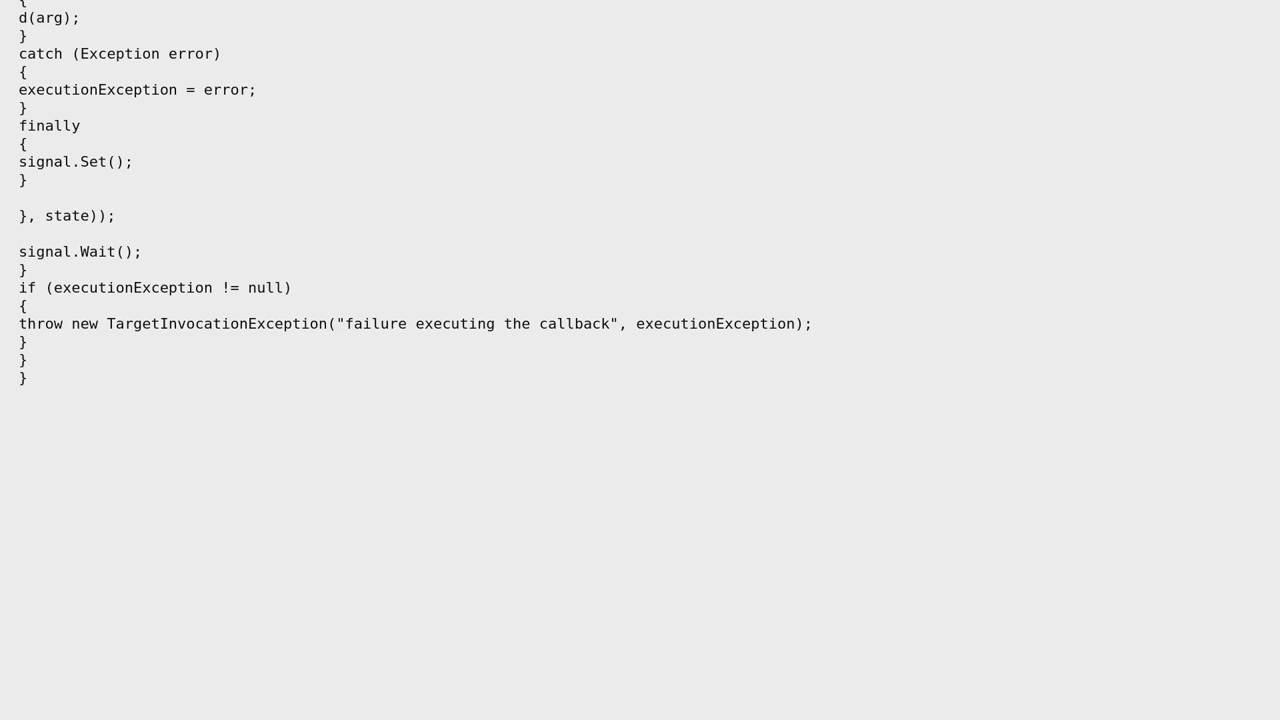 {
d(arg);
}
catch (Exception error)
{
executionException = error;
}
finally
{
signal.Set();
}

}, state));

signal.Wait();
}
if (executionException != null)
{
throw new TargetInvocationException("failure executing the callback", executionException);
}
}
}